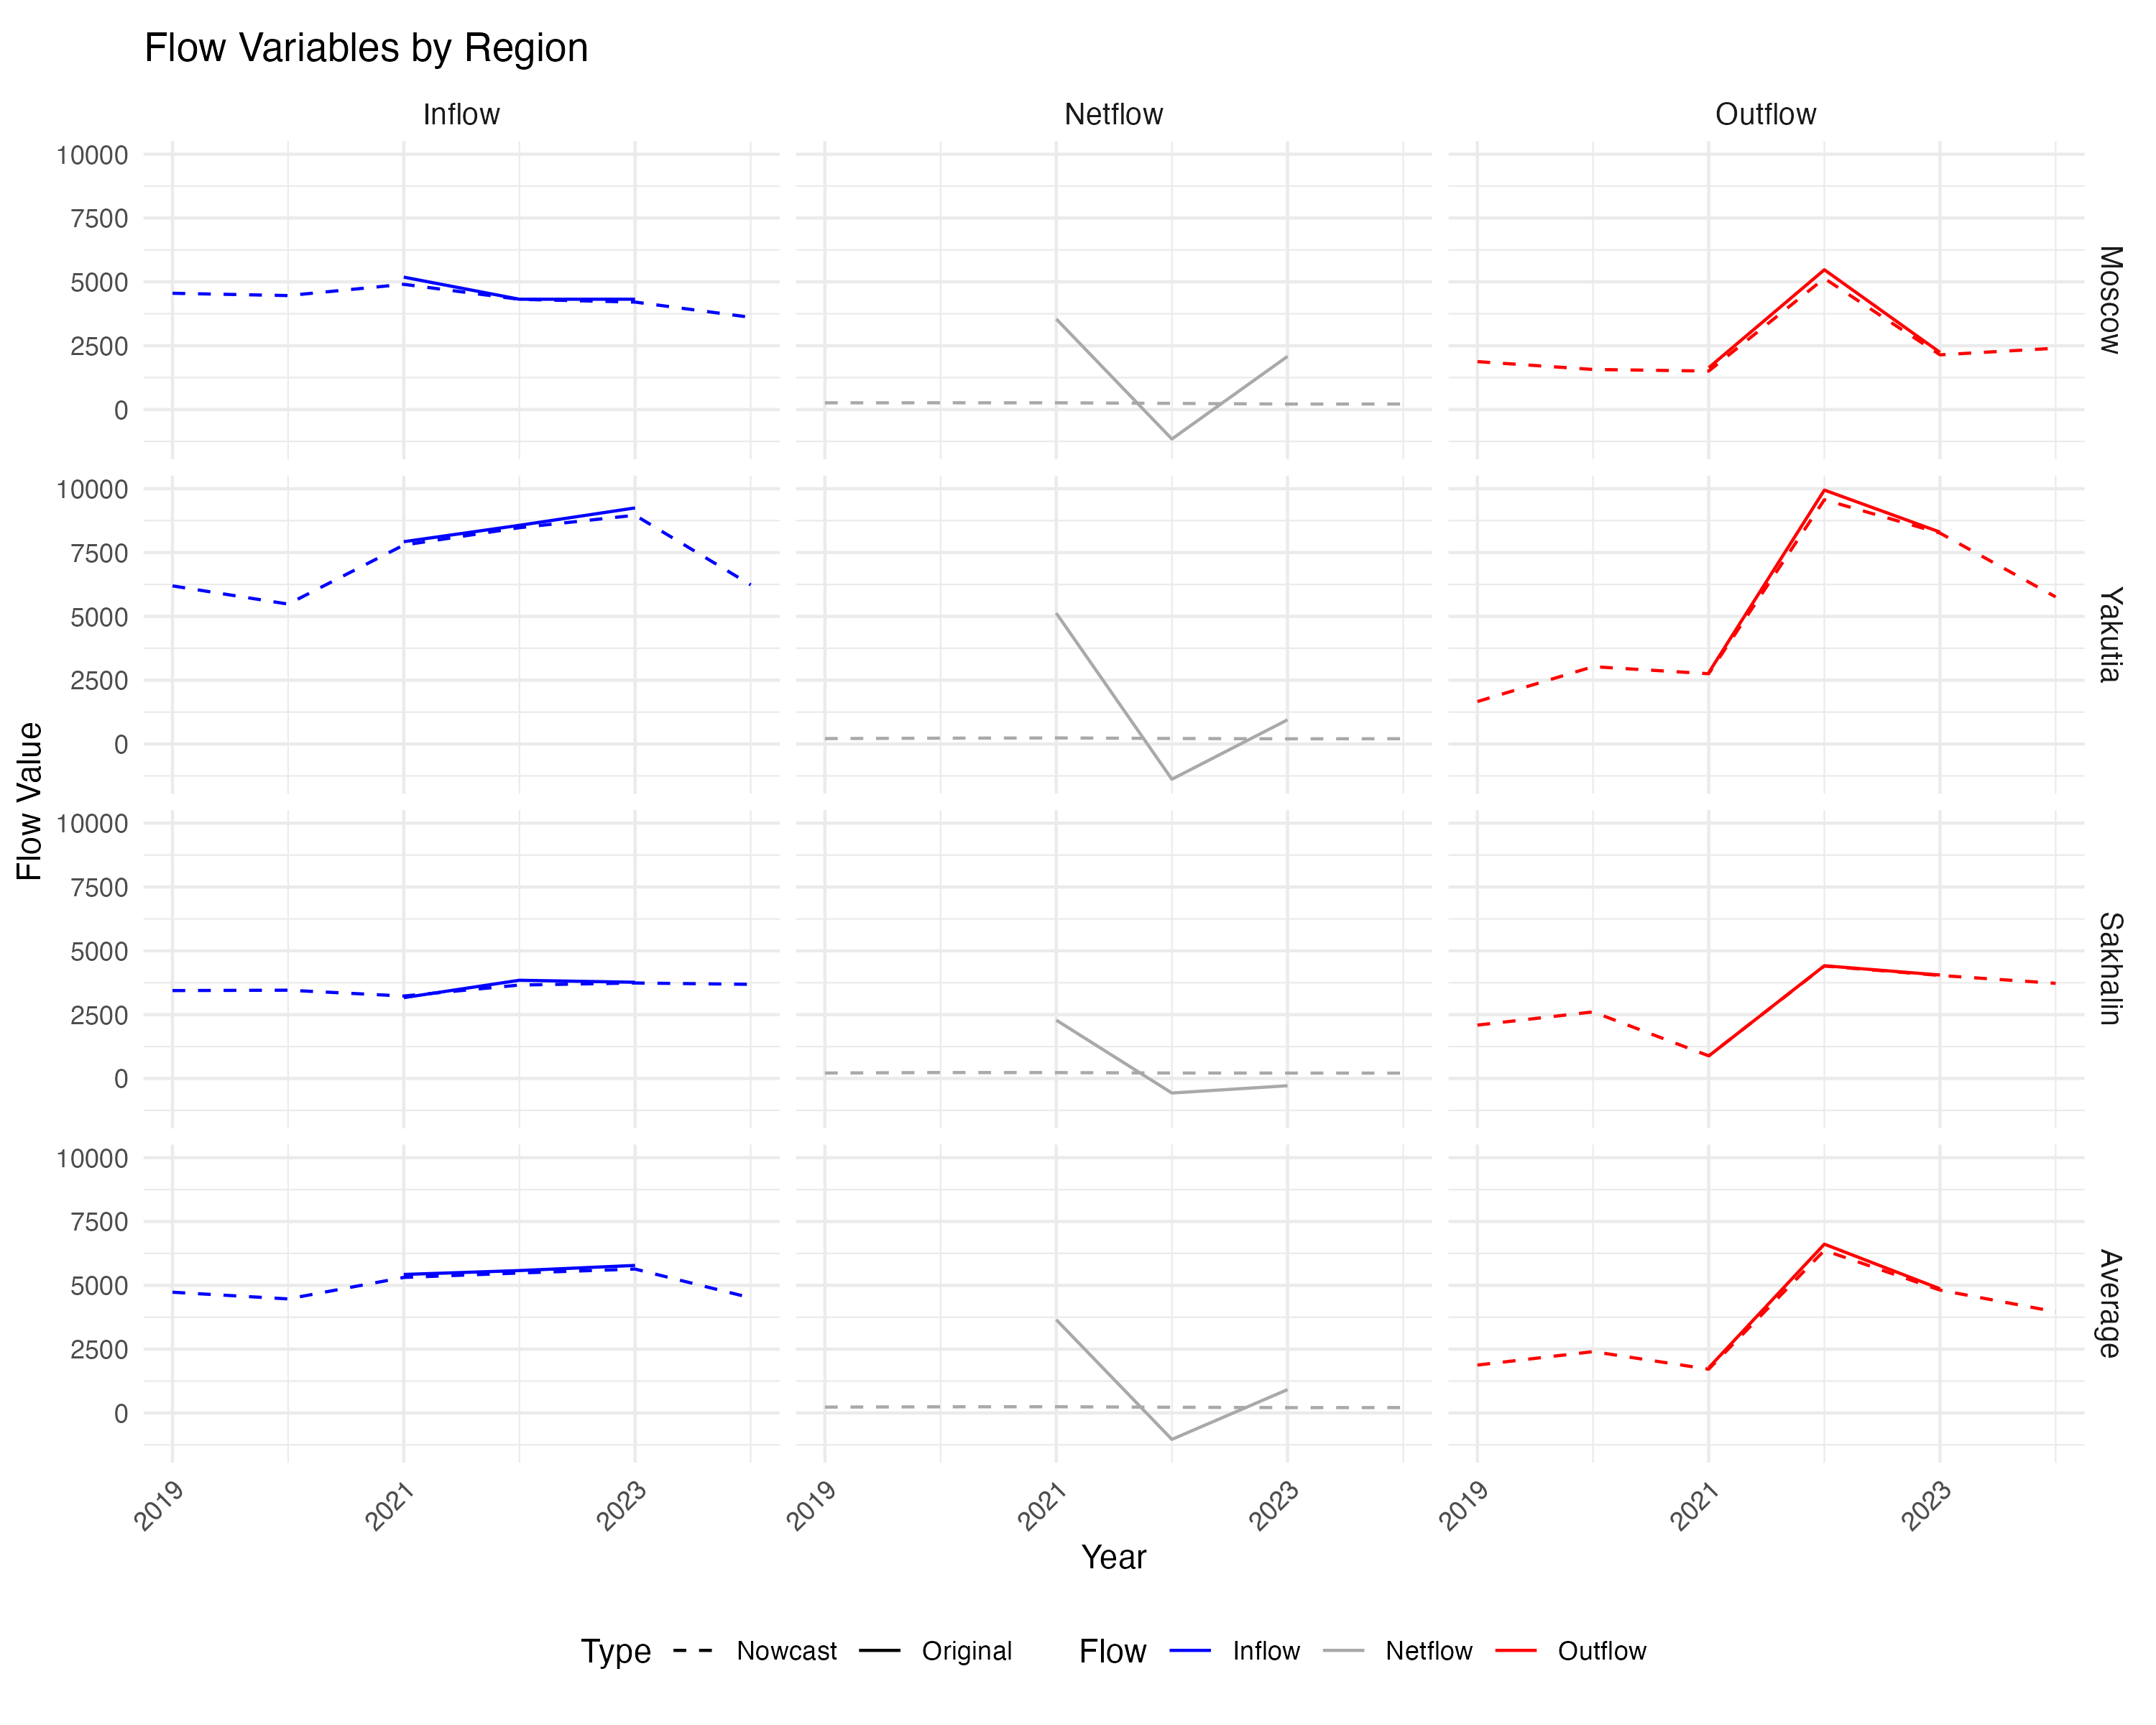 Flow Variables by Region
Inflow
Netflow
Outflow
10000
7500
5000
2500
0
Moscow
10000
7500
5000
2500
0
Yakutia
10000
7500
5000
2500
0
Sakhalin
10000
7500
5000
2500
0
Average
Flow Value
2019
2021
2023
2019
2021
2023
2019
2021
2023
Year
Type Nowcast Original Flow Inflow Netflow Outflow